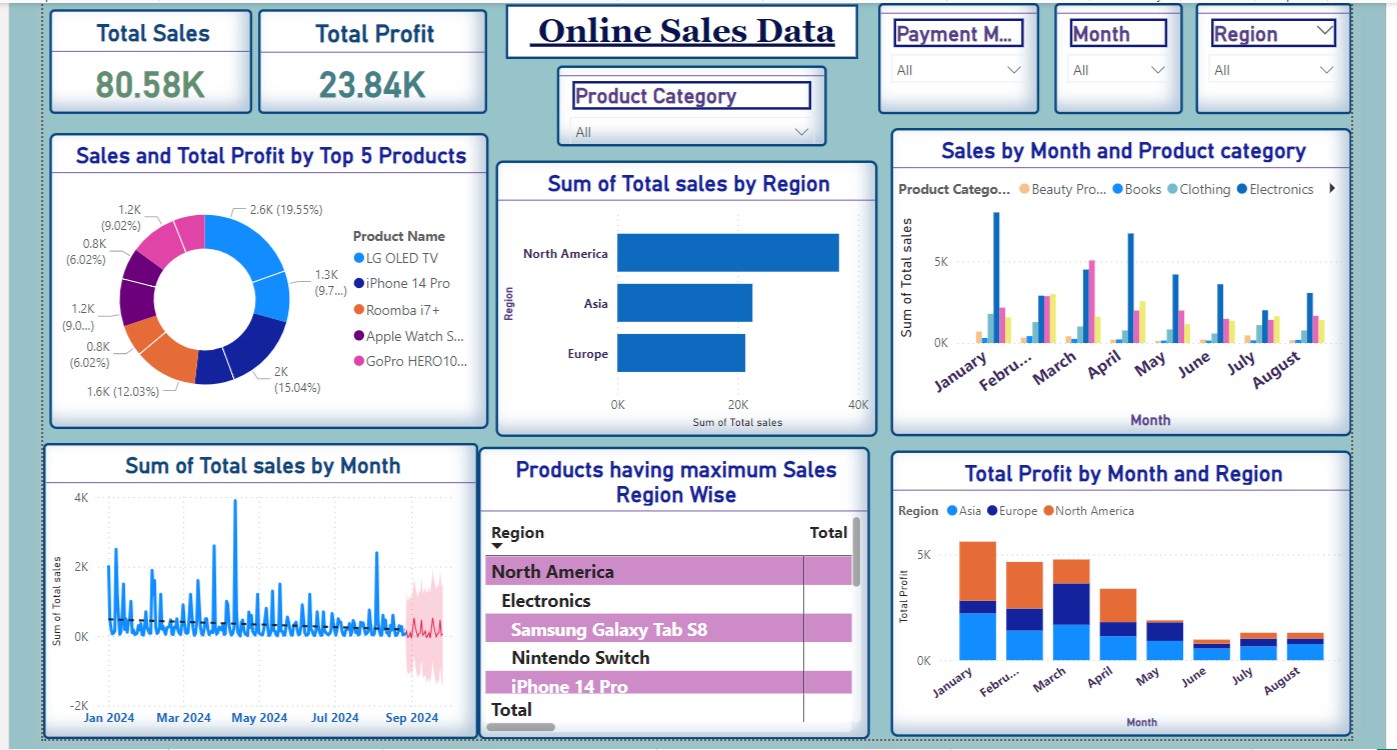 Total Sales
80.58K
Total Profit
23.84K
Online Sales Data
Product Category
All
Payment M...
All
Month
All
Region
All
Sales and Total Profit by Top 5 Products
2.6K (19.55%)
1.3K
(9.7...)
2K
(15.04%)
1.6K (12.03%)
0.8K
(6.02%)
1.2K
(9.0...)
0.8K
(6.02%)
1.2K
(9.02%)
Product Name
LG OLED TV
iPhone 14 Pro
Roomba i7+
Apple Watch S...
GoPro HERO10...
Sum of Total sales by Region
Region
North America
Asia
Europe
0K
20K
40K
Sum of Total sales
Sales by Month and Product category
Product Catego...
Beauty Pro...
Books
Clothing
Electronics
Sum of Total sales
5K
0K
January
Febru...
March
April
May
June
July
August
Month
Sum of Total sales by Month
Sum of Total sales
4K
2K
0K
-2K
Jan 2024
Mar 2024
May 2024
Jul 2024
Sep 2024
Products having maximum Sales
Region Wise
Region
Total
North America
Electronics
Samsung Galaxy Tab S8
Nintendo Switch
iPhone 14 Pro
Total
Total Profit by Month and Region
Region
Asia
Europe
North America
Total Profit
5K
0K
January
Febru...
March
April
May
June
July
August
Month